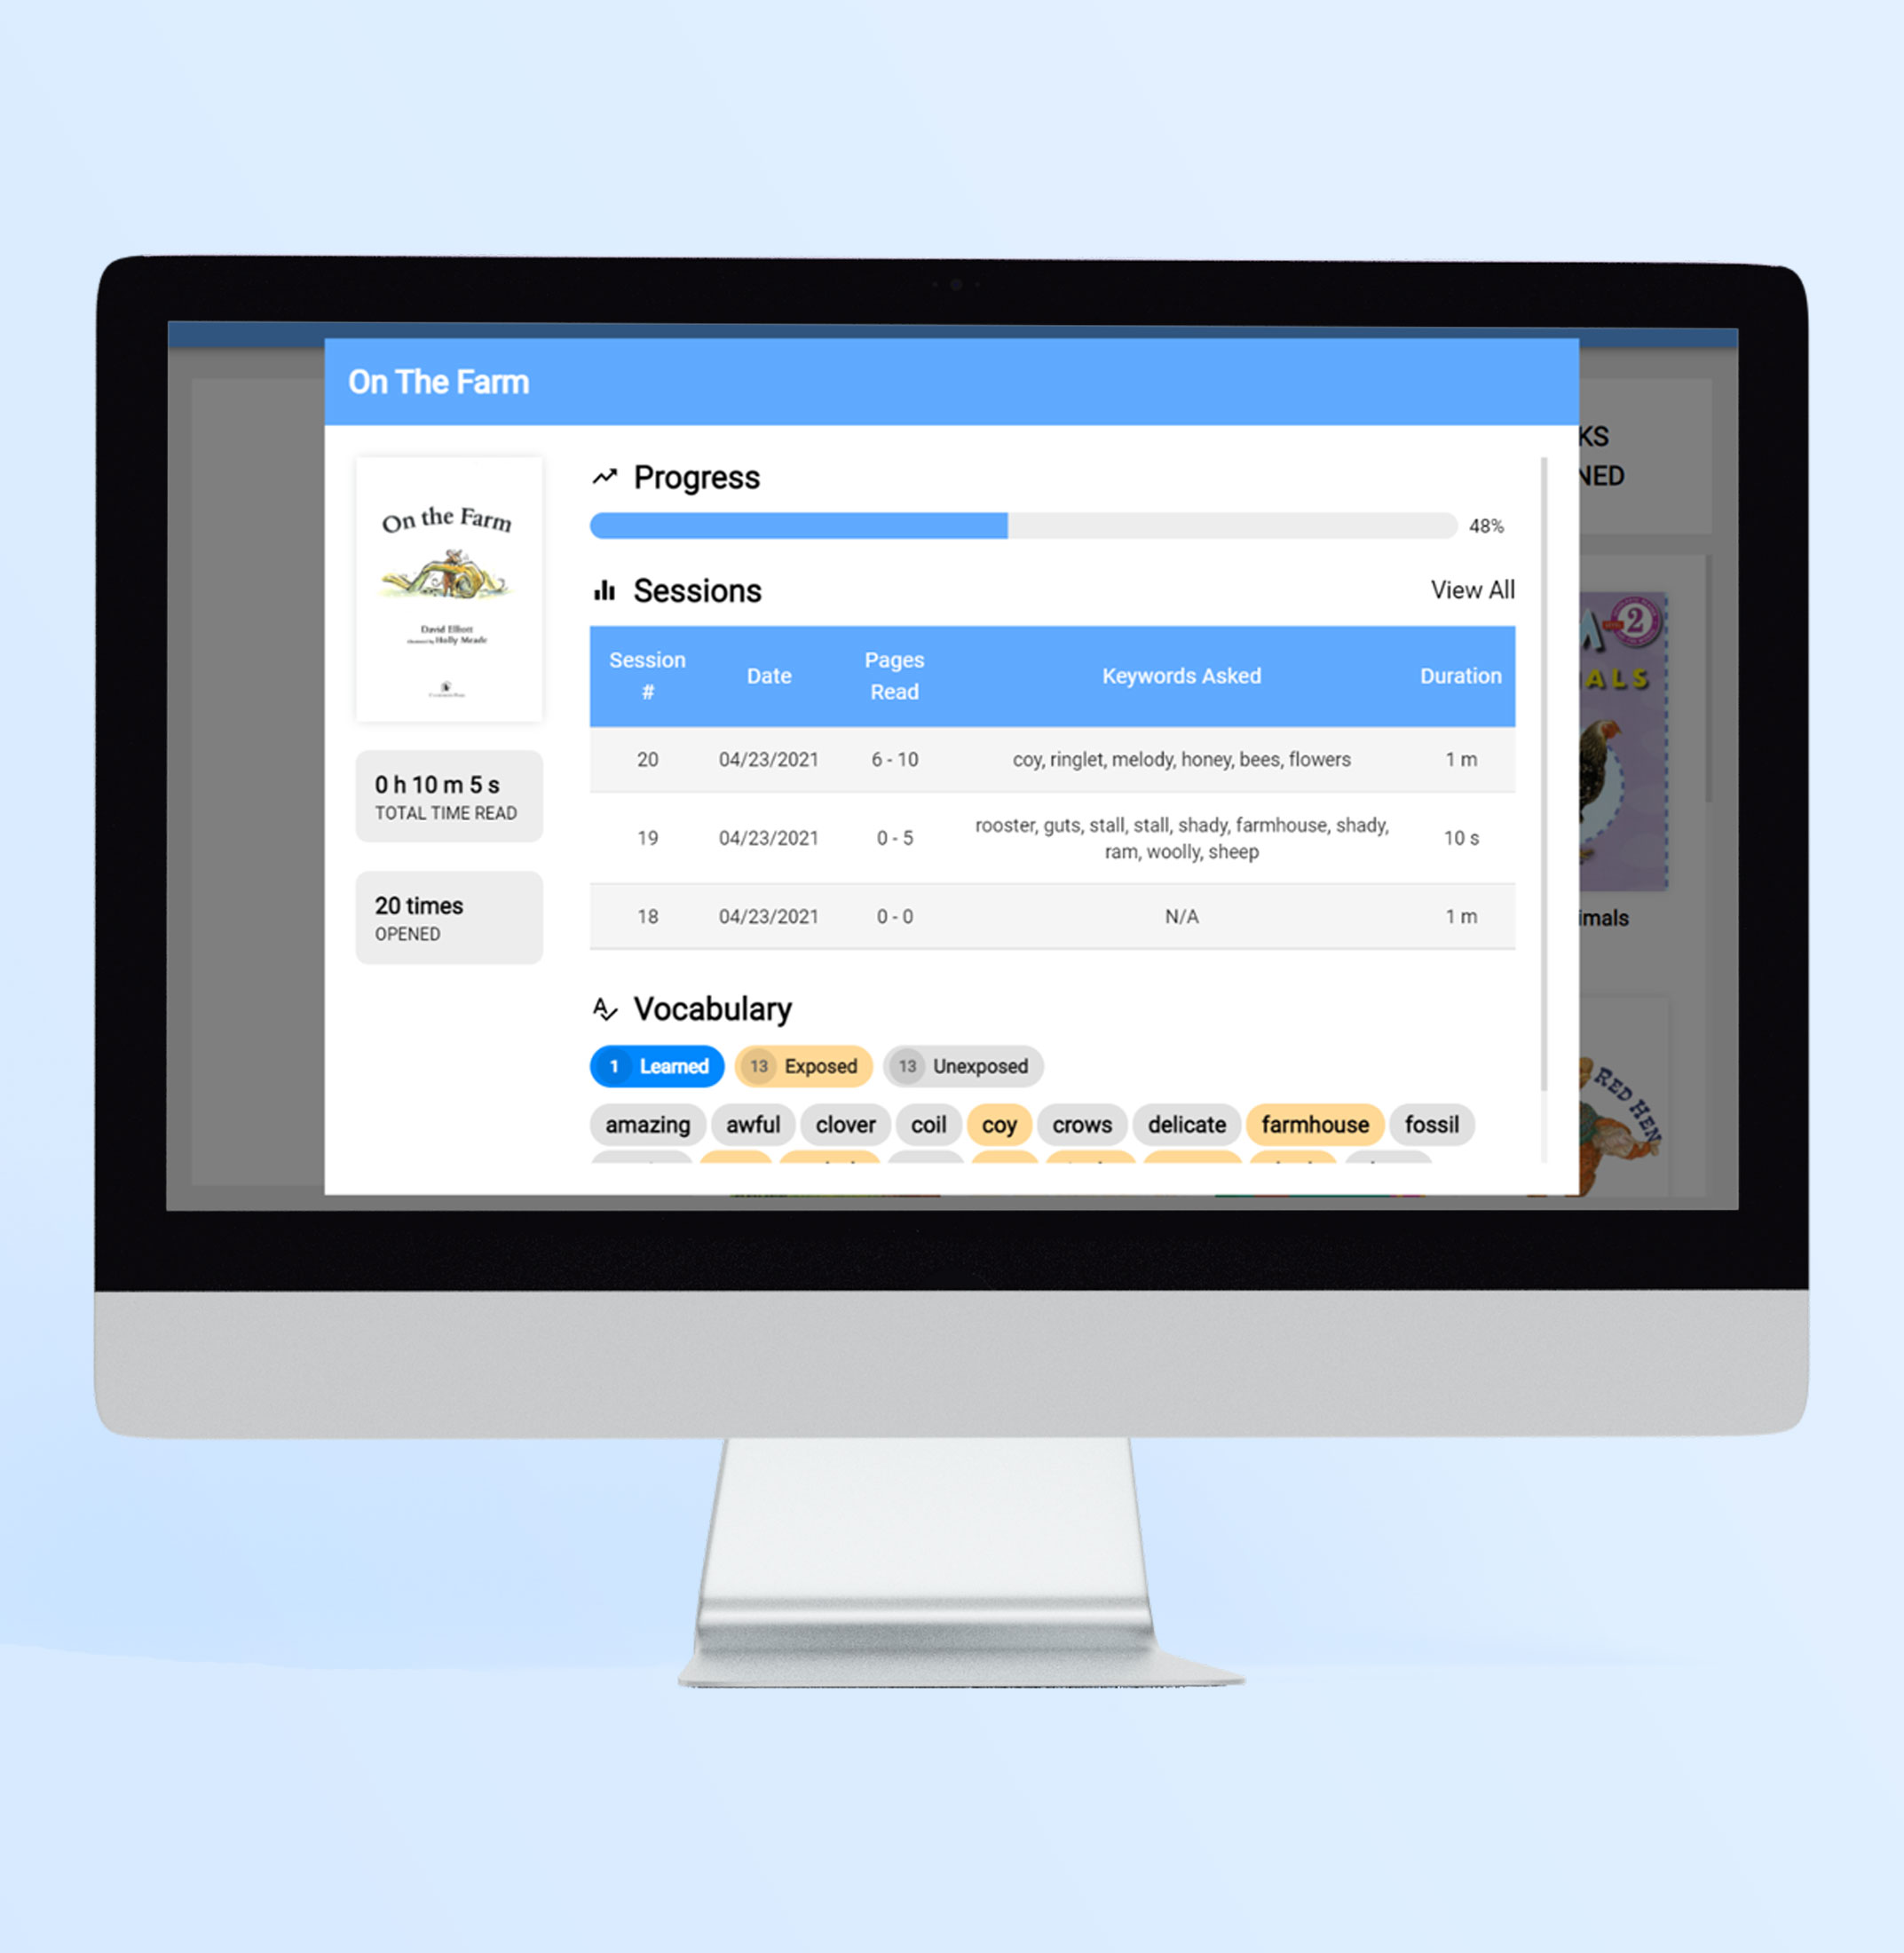 On The Farm
KS
NED
On the Farm
David Elliott
illustrated by Holly Meade
0 h 10 m 5 s
TOTAL TIME READ
20 times
OPENED
Progress
48%
Sessions
View All
Session # Date Pages Read Keywords Asked Duration
20 04/23/2021 6 - 10 coy, ringlet, melody, honey, bees, flowers 1 m
19 04/23/2021 0 - 5 rooster, guts, stall, stall, shady, farmhouse, shady,
ram, woolly, sheep 10 s
18 04/23/2021 0 - 0 N/A 1 m
Vocabulary
1 Learned 13 Exposed 13 Unexposed
amazing awful clover coil coy crows delicate farmhouse fossil
2
ALS
imals
RED HEN